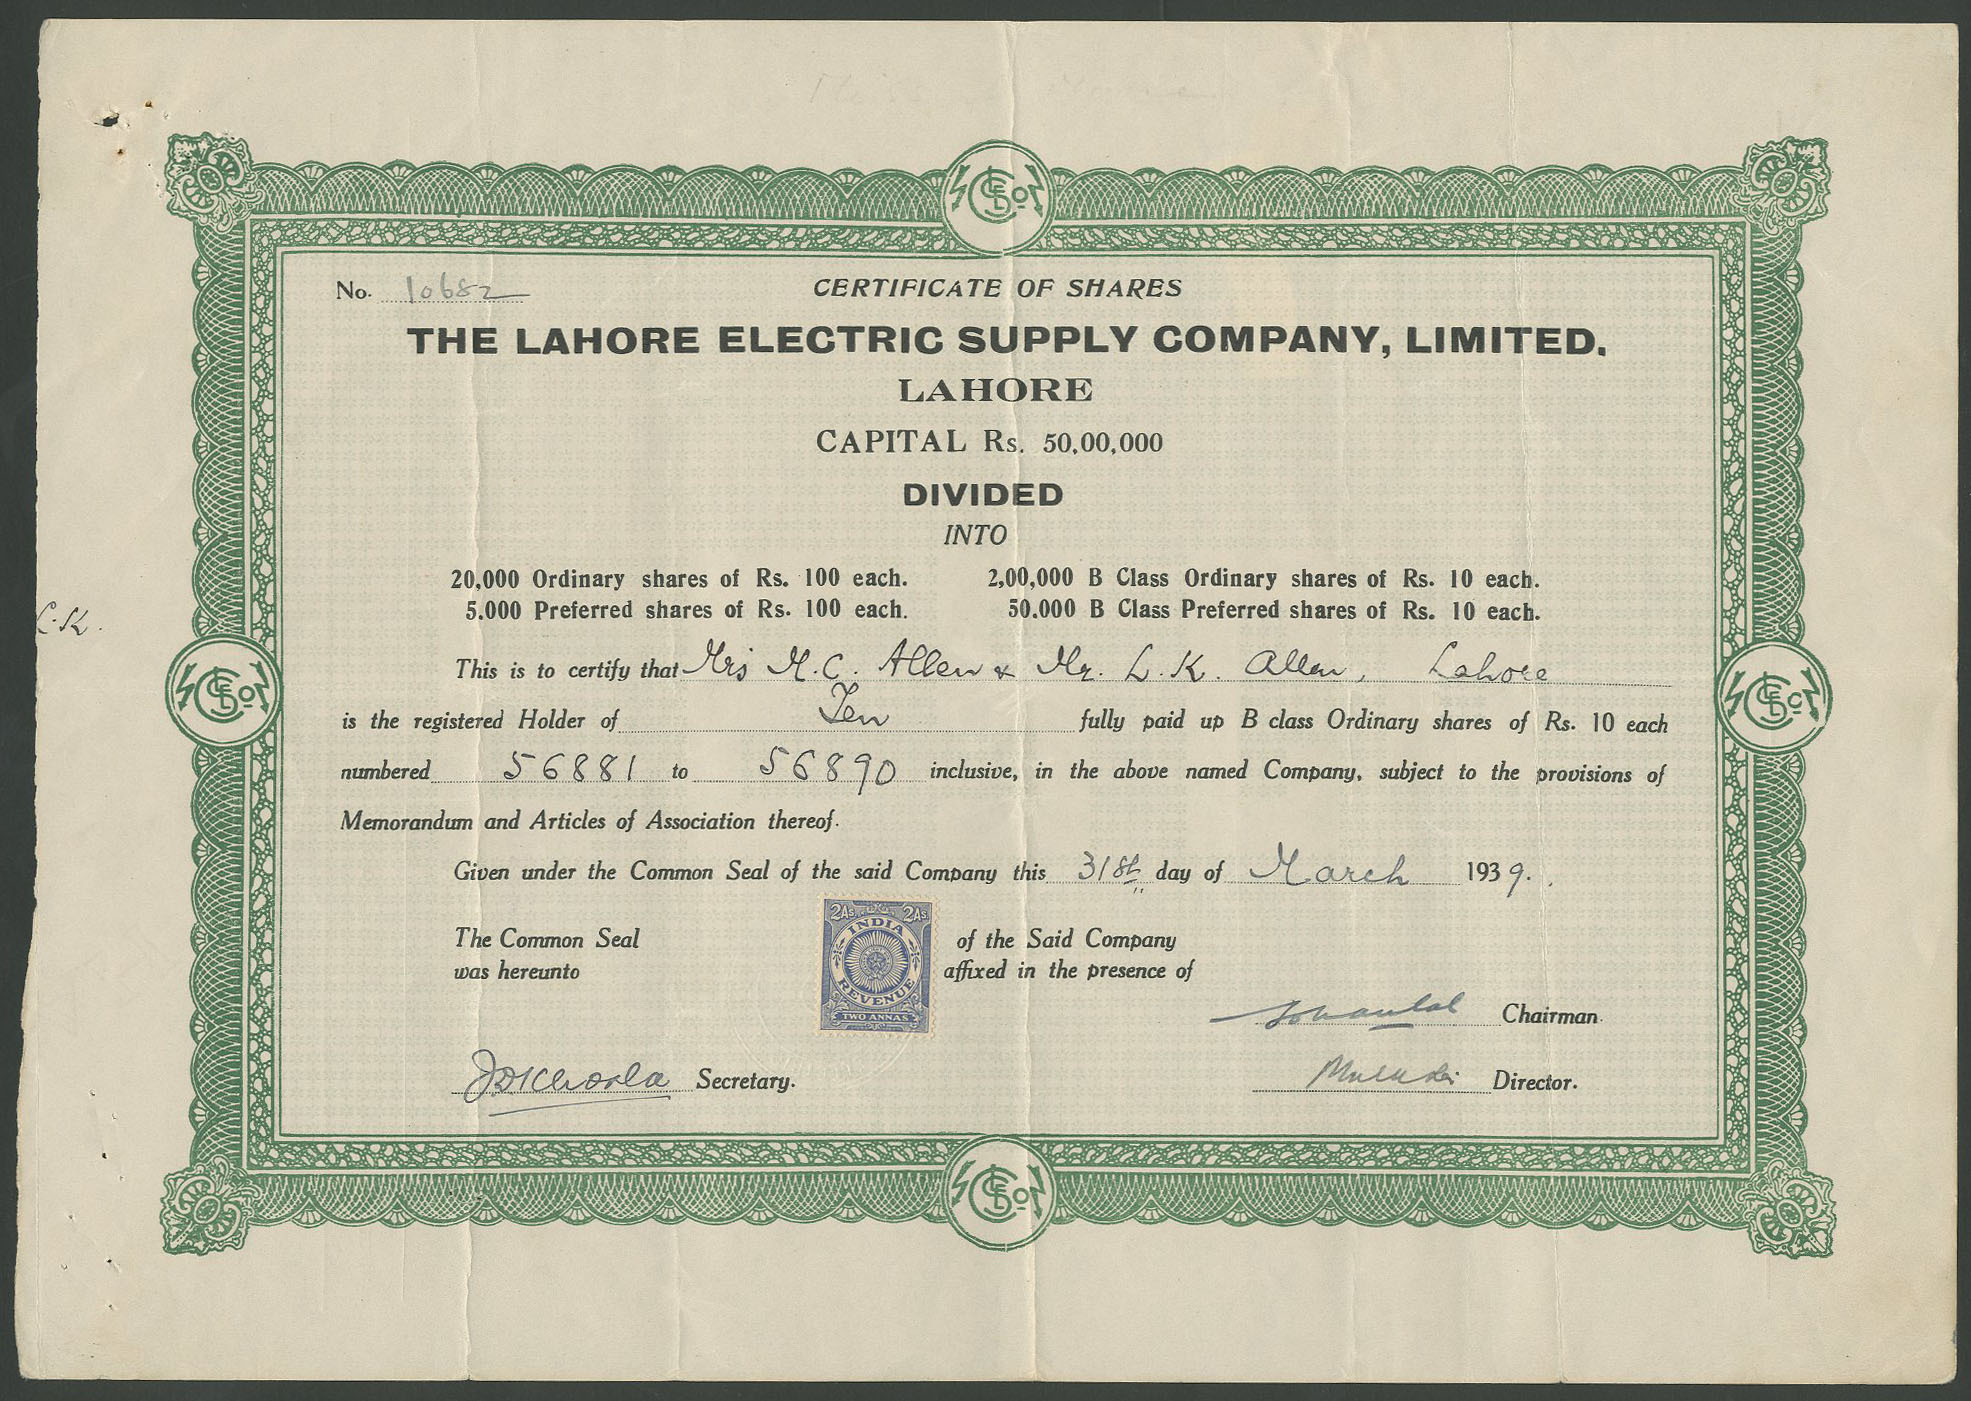 No. 10682
CERTIFICATE OF SHARES
THE LAHORE ELECTRIC SUPPLY COMPANY, LIMITED.
LAHORE
CAPITAL Rs. 50,00,000
DIVIDED
INTO
20,000 Ordinary shares of Rs. 100 each. 2,00,000 B Class Ordinary shares of Rs. 10 each.
5.000 Preferred shares of Rs. 100 each. 50.000 B Class Preferred shares of Rs. 10 each.
L.K.
This is to certify that Mrs M.C. Allen & Mr. L.K. Allen, Lahore
is the registered Holder of Ten fully paid up B class Ordinary shares of Rs. 10 each
numbered 56881 to 56890 inclusive, in the above named Company, subject to the provisions of
Memorandum and Articles of Association thereof.
Given under the Common Seal of the said Company this 31st day of March 1939.
2As. 2As.
INDIA
REVENUE
TWO ANNAS
The Common Seal of the Said Company
was hereunto affixed in the presence of
Chairman.
Secretary.
Director.